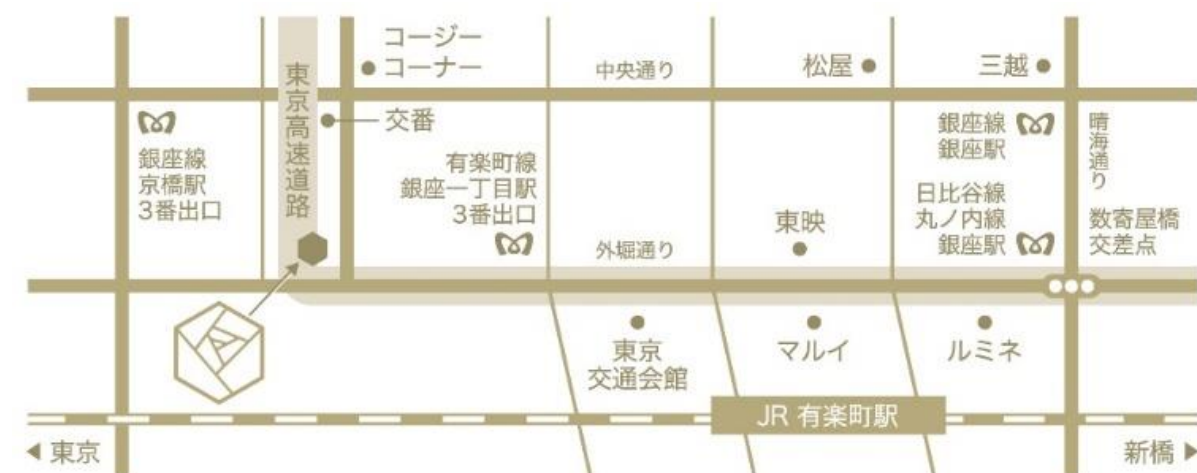 コージー
コーナー
中央通り
松屋
三越
東京高速道路
交番
銀座線
京橋駅
3番出口
有楽町線
銀座一丁目駅
3番出口
銀座線
銀座駅
晴海通り
日比谷線
丸ノ内線
銀座駅
数寄屋橋
交差点
東映
外堀通り
東京
交通会館
マルイ
ルミネ
JR 有楽町駅
東京
新橋